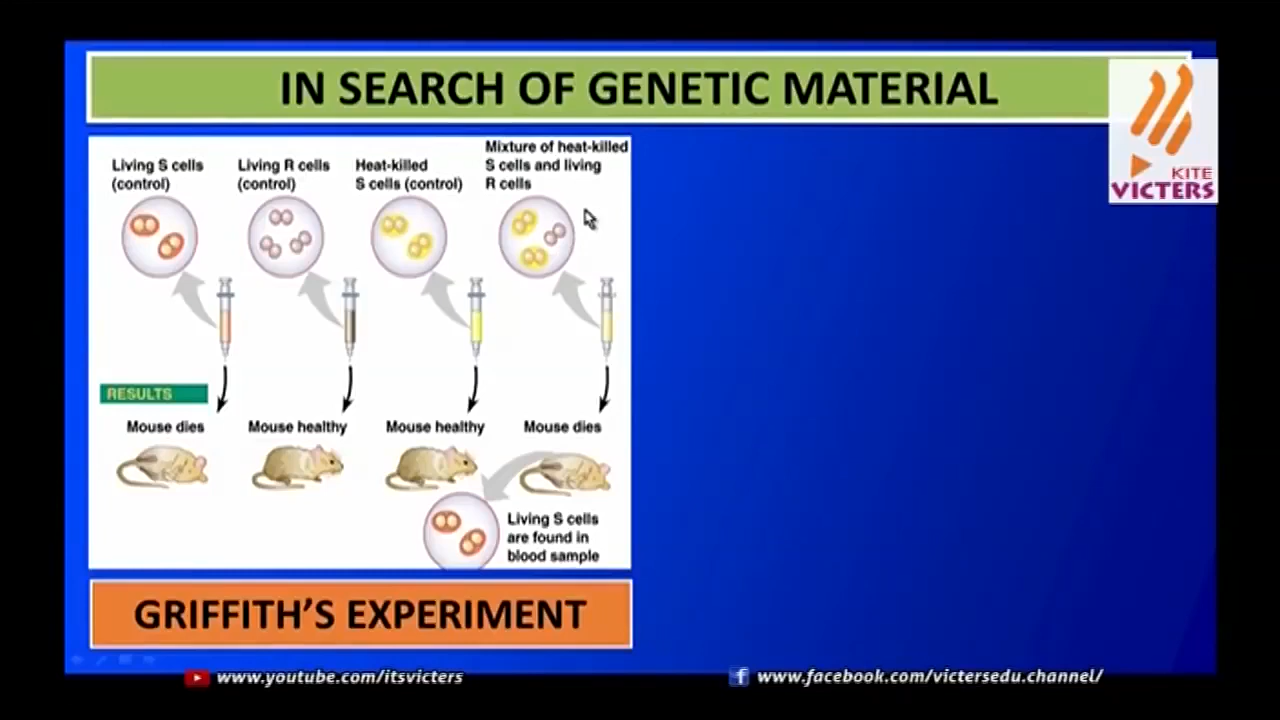 IN SEARCH OF GENETIC MATERIAL
KITE
VICTERS
Living S cells
(control)
Living R cells
(control)
Heat-killed
S cells (control)
Mixture of heat-killed
S cells and living
R cells
RESULTS
Mouse dies
Mouse healthy
Mouse healthy
Mouse dies
Living S cells
are found in
blood sample
GRIFFITH'S EXPERIMENT
www.youtube.com/itsvicters
www.facebook.com/victersedu.channel/